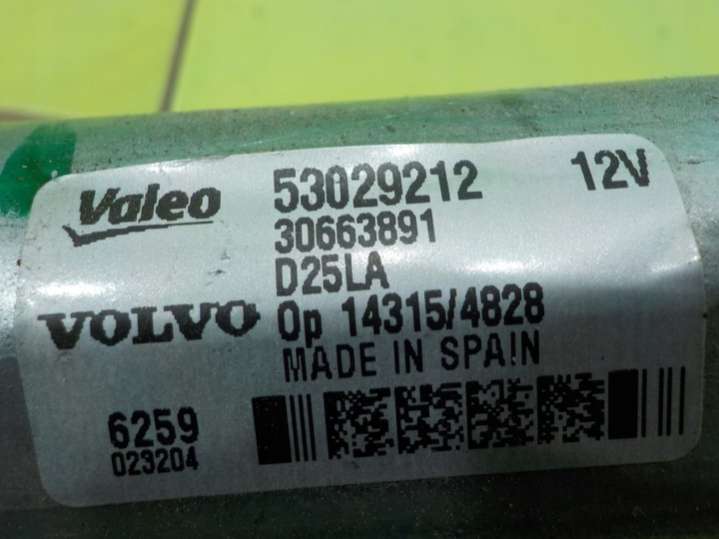 Valeo 53029212 12V
30663891
D25LA
VOLVO Op 14315/4828
MADE IN SPAIN
6259
023204